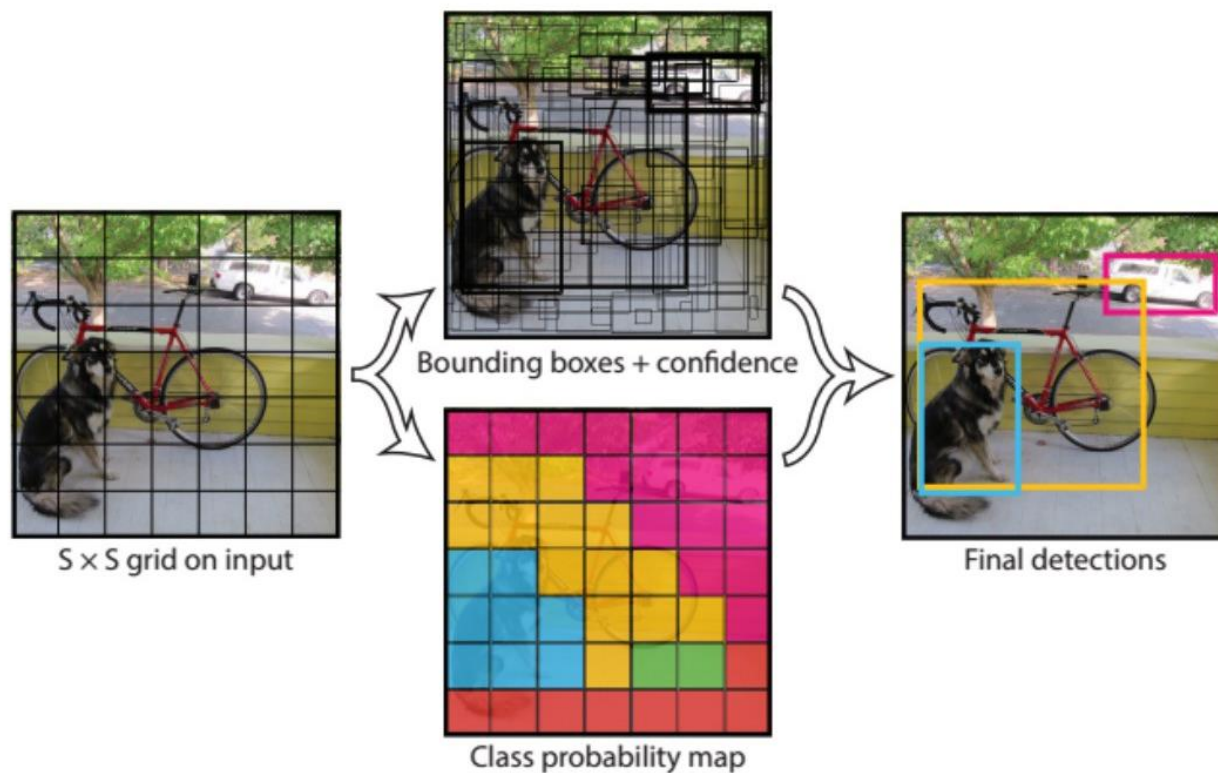 Bounding boxes + confidence
S × S grid on input
Final detections
Class probability map